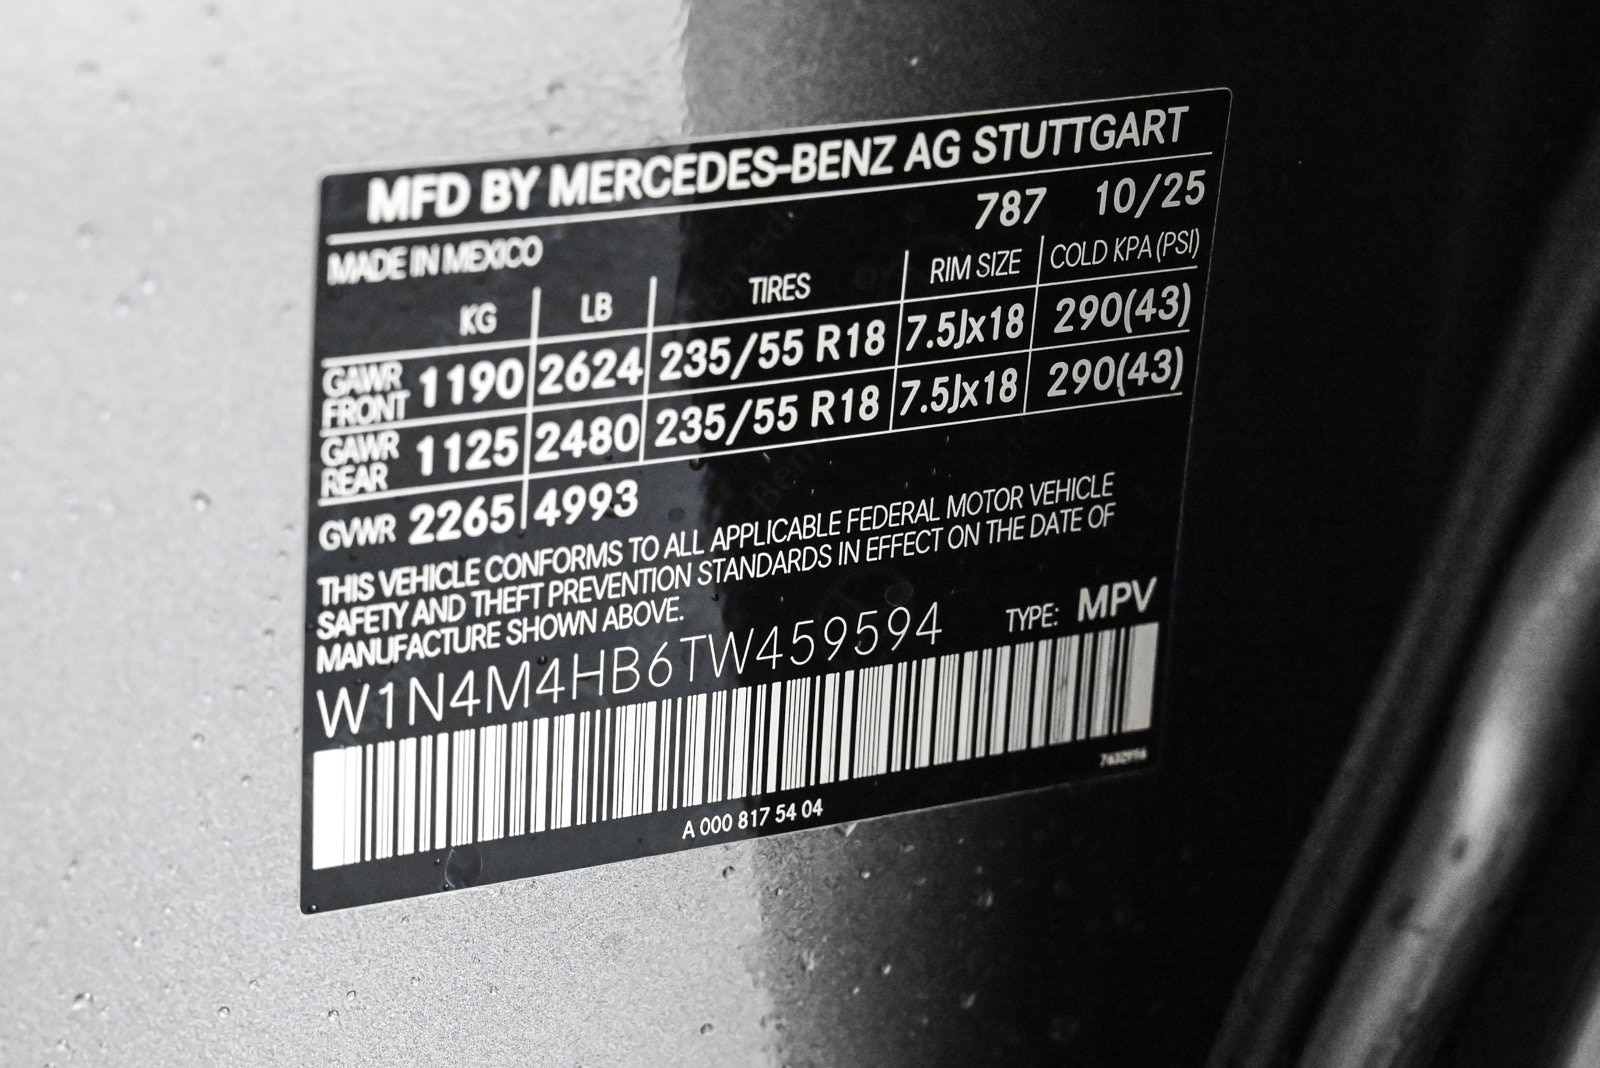 MFD BY MERCEDES-BENZ AG STUTTGART
787 10/25
MADE IN MEXICO
KG LB TIRES RIM SIZE COLD KPA (PSI)
GAWR FRONT 1190 2624 235/55 R18 7.5Jx18 290(43)
GAWR REAR 1125 2480 235/55 R18 7.5Jx18 290(43)
GVWR 2265 4993
THIS VEHICLE CONFORMS TO ALL APPLICABLE FEDERAL MOTOR VEHICLE
SAFETY AND THEFT PREVENTION STANDARDS IN EFFECT ON THE DATE OF
MANUFACTURE SHOWN ABOVE.
W1N4M4HB6TW459594 TYPE: MPV
A 000 817 54 04